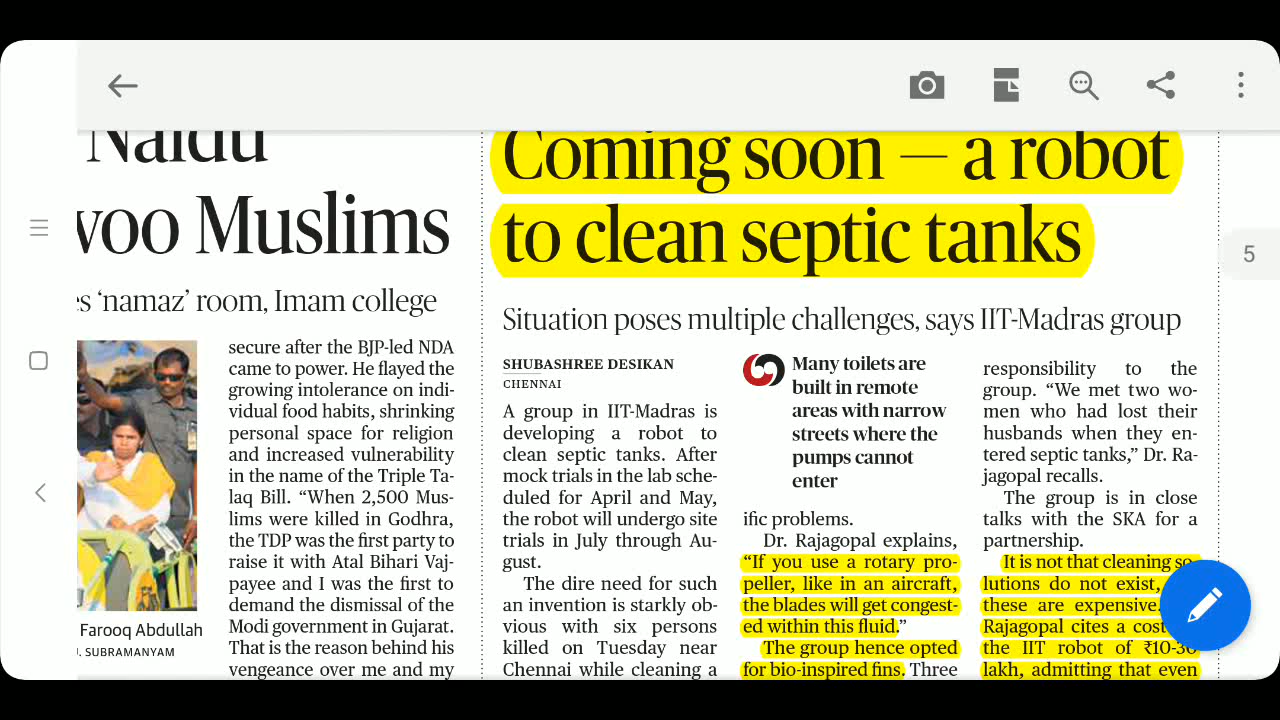 Naidu
voo Muslims
es ‘namaz’ room, Imam college
secure after the BJP-led NDA
came to power. He flayed the
growing intolerance on indi-
vidual food habits, shrinking
personal space for religion
and increased vulnerability
in the name of the Triple Ta-
laq Bill. “When 2,500 Mus-
lims were killed in Godhra,
the TDP was the first party to
raise it with Atal Bihari Vaj-
payee and I was the first to
demand the dismissal of the
Modi government in Gujarat.
That is the reason behind his
vengeance over me and my
Farooq Abdullah
J. SUBRAMANYAM
Coming soon — a robot
to clean septic tanks
Situation poses multiple challenges, says IIT-Madras group
SHUBASHREE DESIKAN
CHENNAI
A group in IIT-Madras is
developing a robot to
clean septic tanks. After
mock trials in the lab sche-
duled for April and May,
the robot will undergo site
trials in July through Au-
gust.
The dire need for such
an invention is starkly ob-
vious with six persons
killed on Tuesday near
Chennai while cleaning a
Many toilets are
built in remote
areas with narrow
streets where the
pumps cannot
enter
ific problems.
Dr. Rajagopal explains,
“If you use a rotary pro-
peller, like in an aircraft,
the blades will get congest-
ed within this fluid.”
The group hence opted
for bio-inspired fins. Three
responsibility to the
group. “We met two wo-
men who had lost their
husbands when they en-
tered septic tanks,” Dr. Ra-
jagopal recalls.
The group is in close
talks with the SKA for a
partnership.
It is not that cleaning so-
lutions do not exist,
these are expensive.
Rajagopal cites a cost
the IIT robot of ₹10-30
lakh, admitting that even
5